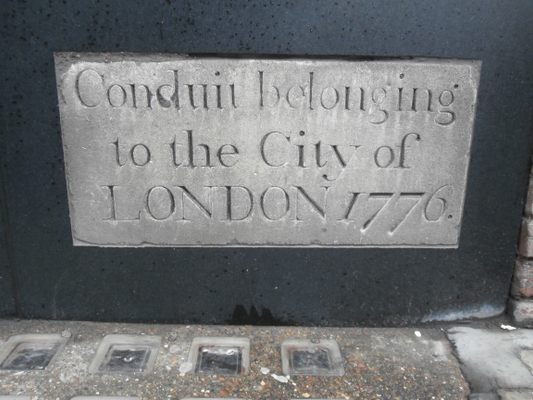 Conduit belonging
to the City of
LONDON 1776.